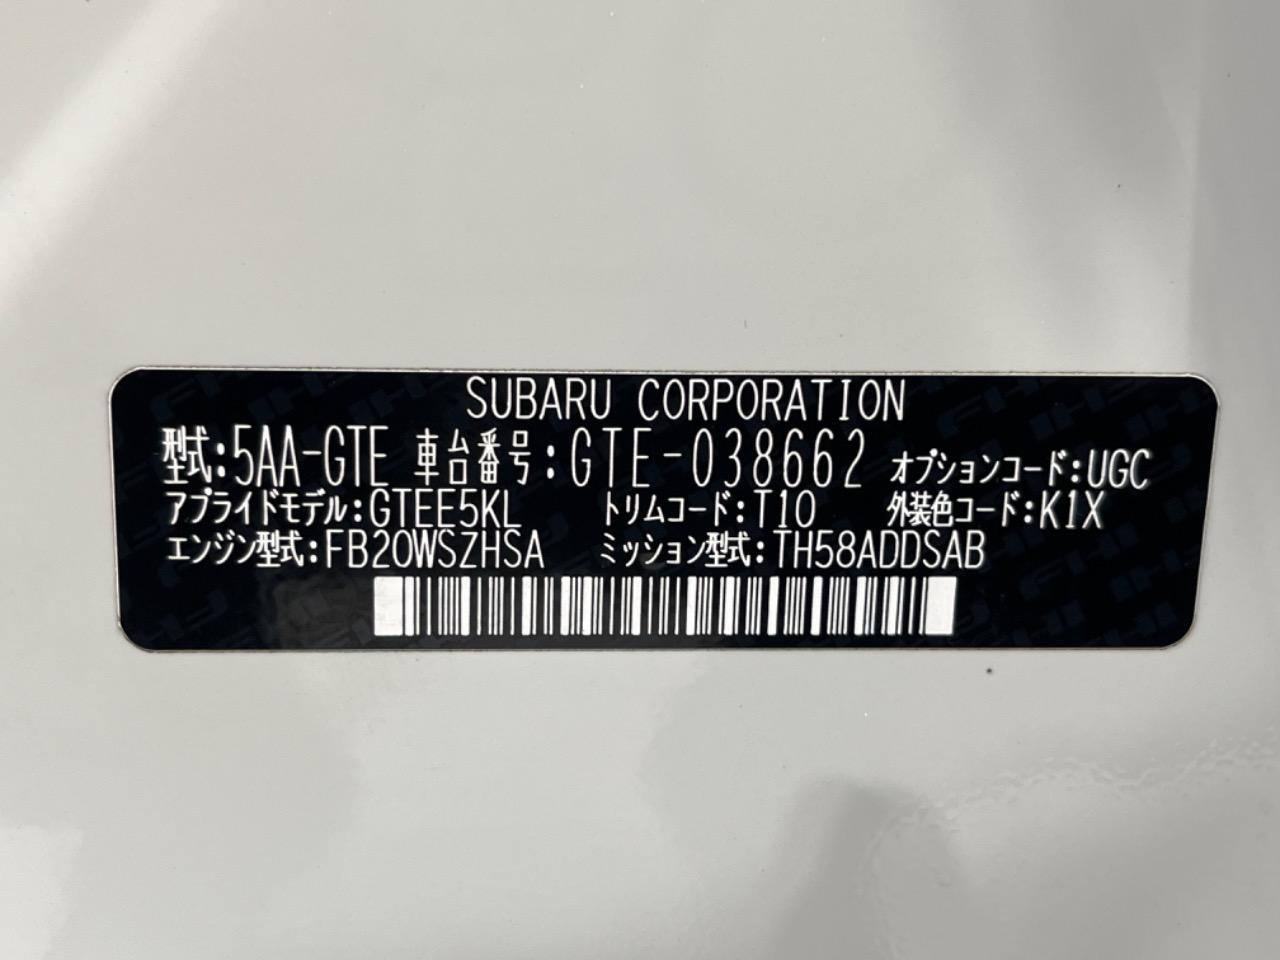 SUBARU CORPORATION
型式:5AA-GTE 車台番号:GTE-038662 オプションコード:UGC
アプライドモデル:GTEE5KL トリムコード:T10 外装色コード:K1X
エンジン型式:FB20WSZHSA ミッション型式:TH58ADDSAB